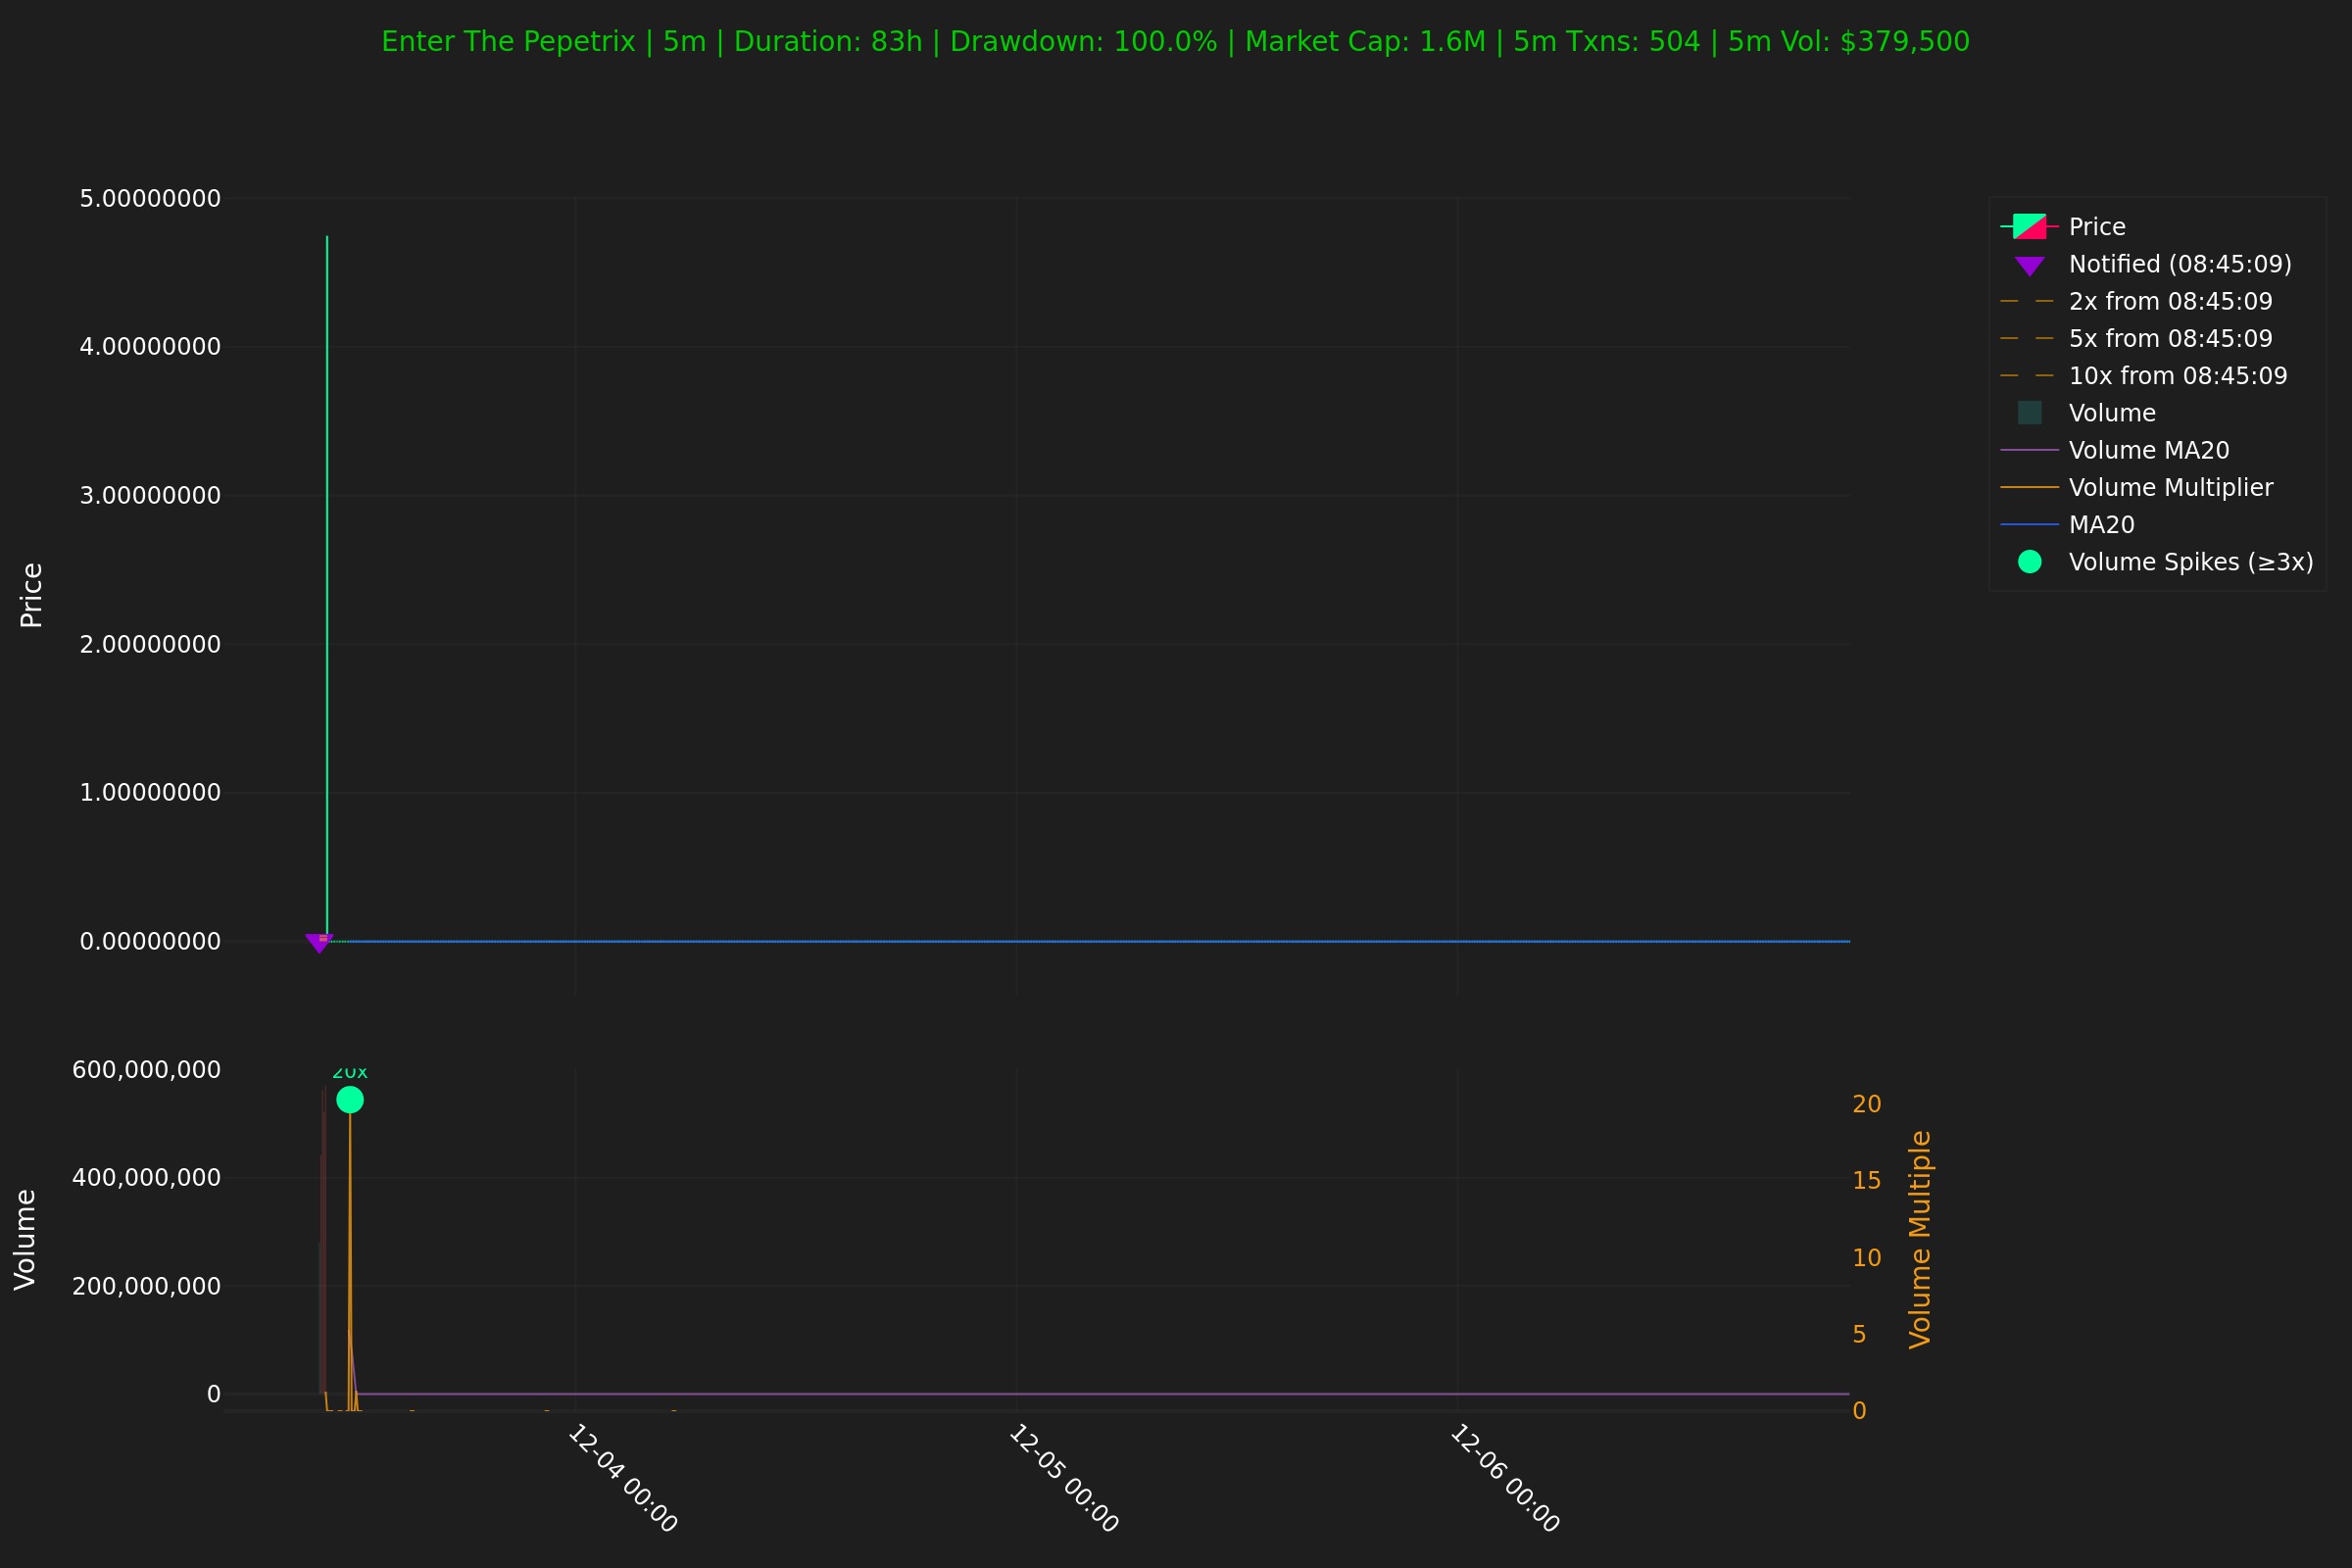 Enter The Pepetrix | 5m | Duration: 83h | Drawdown: 100.0% | Market Cap: 1.6M | 5m Txns: 504 | 5m Vol: $379,500
5.00000000
4.00000000
3.00000000
2.00000000
1.00000000
0.00000000
Price
Price
Notified (08:45:09)
2x from 08:45:09
5x from 08:45:09
10x from 08:45:09
Volume
Volume MA20
Volume Multiplier
MA20
Volume Spikes (≥3x)
600,000,000
400,000,000
200,000,000
0
Volume
20x
20
15
10
5
0
Volume Multiple
12-04 00:00
12-05 00:00
12-06 00:00